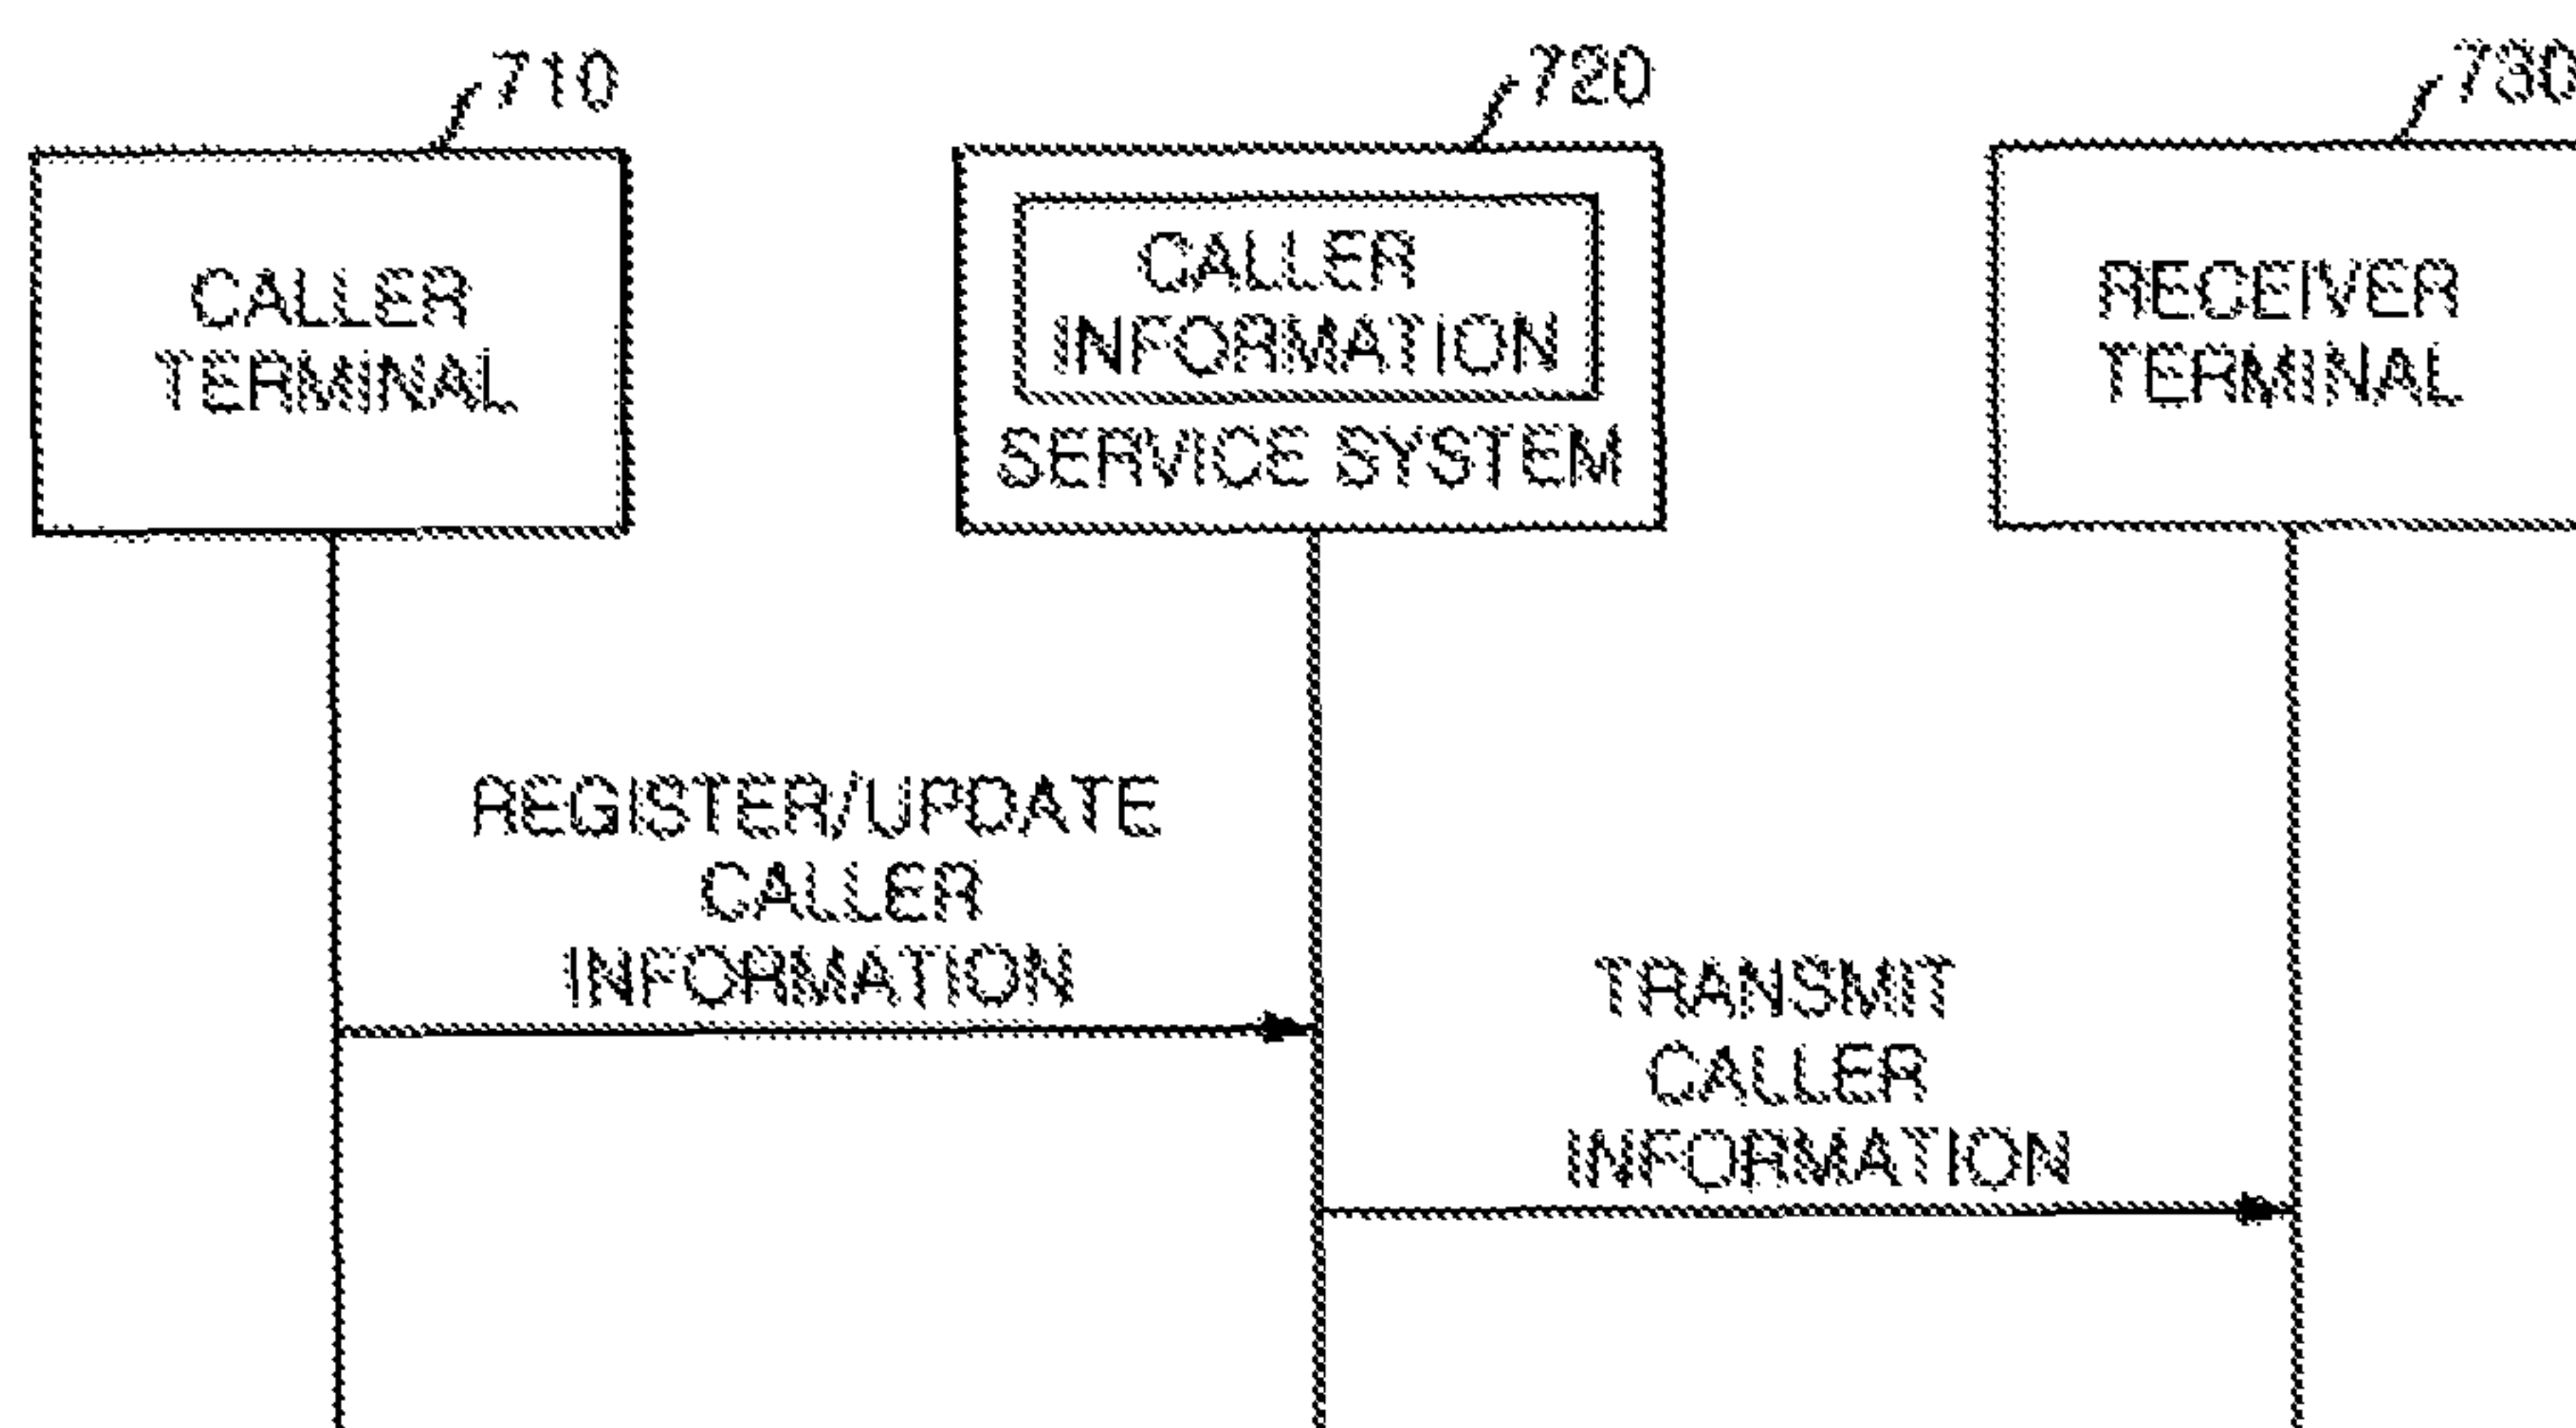 710
720
730
CALLER
TERMINAL
CALLER
INFORMATION
SERVICE SYSTEM
RECEIVER
TERMINAL
REGISTER/UPDATE
CALLER
INFORMATION
TRANSMIT
CALLER
INFORMATION